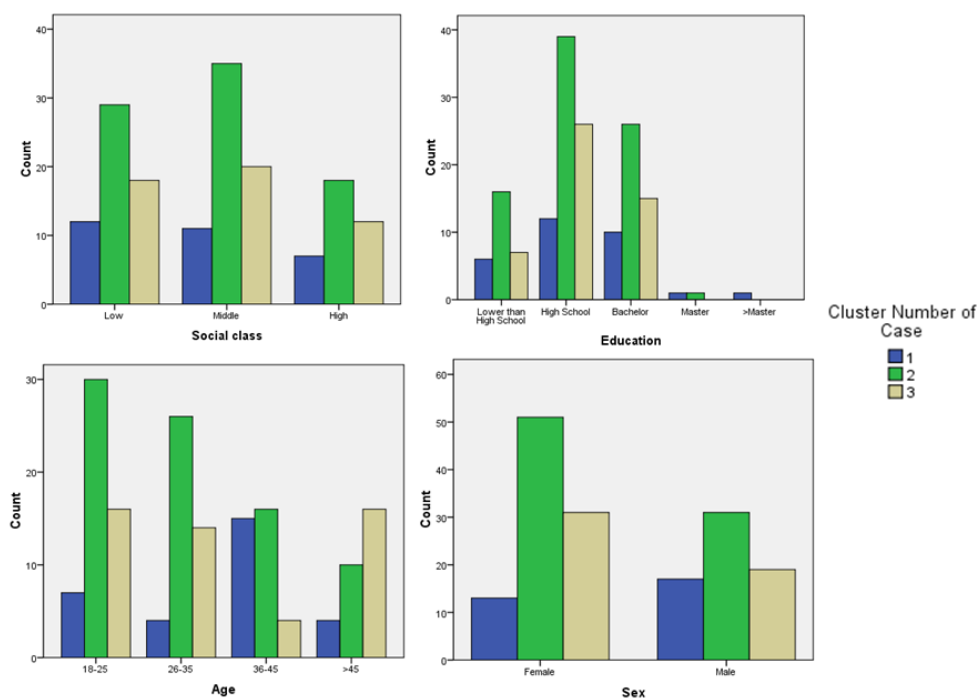 40
30
20
10
0
Count
Low Middle High
Social class
40
30
20
10
0
Count
Lower than
High School
High School Bachelor Master >Master
Education
30
20
10
0
Count
18-25 26-35 36-45 >45
Age
60
50
40
30
20
10
0
Count
Female Male
Sex
Cluster Number of
Case
1
2
3